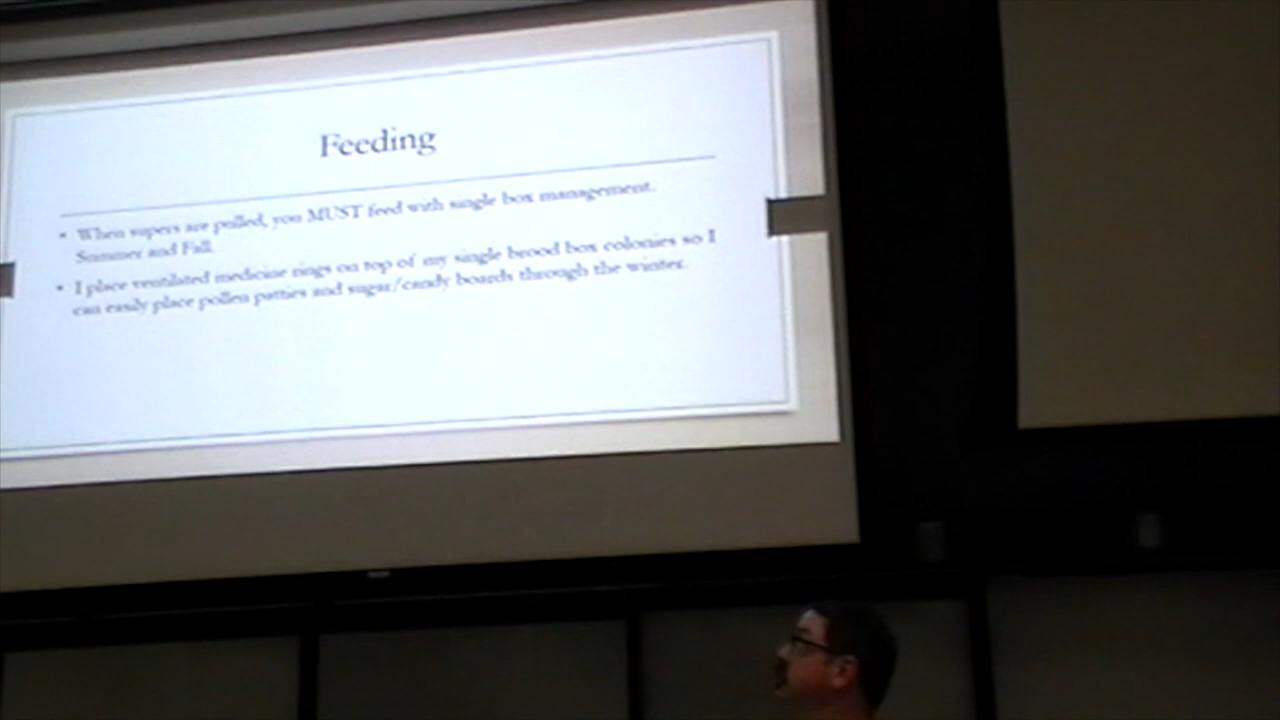 Feeding
• When supers are pulled, you MUST feed with single box management.
Summer and Fall.
• I place ventilated medicine rings on top of my single brood box colonies so I
can easily place pollen patties and sugar/candy boards through the winter.